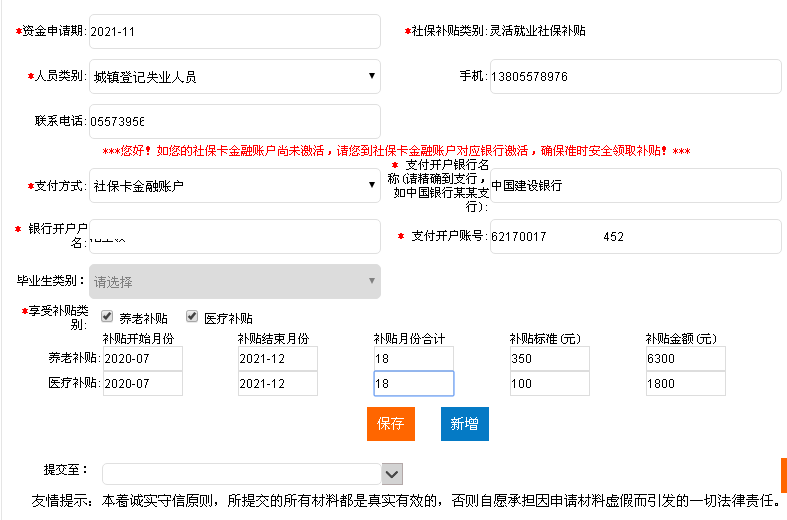 *资金申请期: 2021-11 *社保补贴类别: 灵活就业社保补贴
*人员类别: 城镇登记失业人员 手机: 13805578976
联系电话: 05573956
***您好！如您的社保卡金融账户尚未激活，请您到社保卡金融账户对应银行激活，确保准时安全领取补贴！***
*支付方式: 社保卡金融账户
* 支付开户银行名
称(请精确到支行，
如中国银行某某支
行): 中国建设银行
* 银行开户户
名:
* 支付开户账号: 62170017 452
毕业生类别: 请选择
*享受补贴类
别: 养老补贴 医疗补贴
补贴开始月份 补贴结束月份 补贴月份合计 补贴标准(元) 补贴金额(元)
养老补贴: 2020-07 2021-12 18 350 6300
医疗补贴: 2020-07 2021-12 18 100 1800
保存 新增
提交至:
友情提示: 本着诚实守信原则，所提交的所有材料都是真实有效的，否则自愿承担因申请材料虚假而引发的一切法律责任。